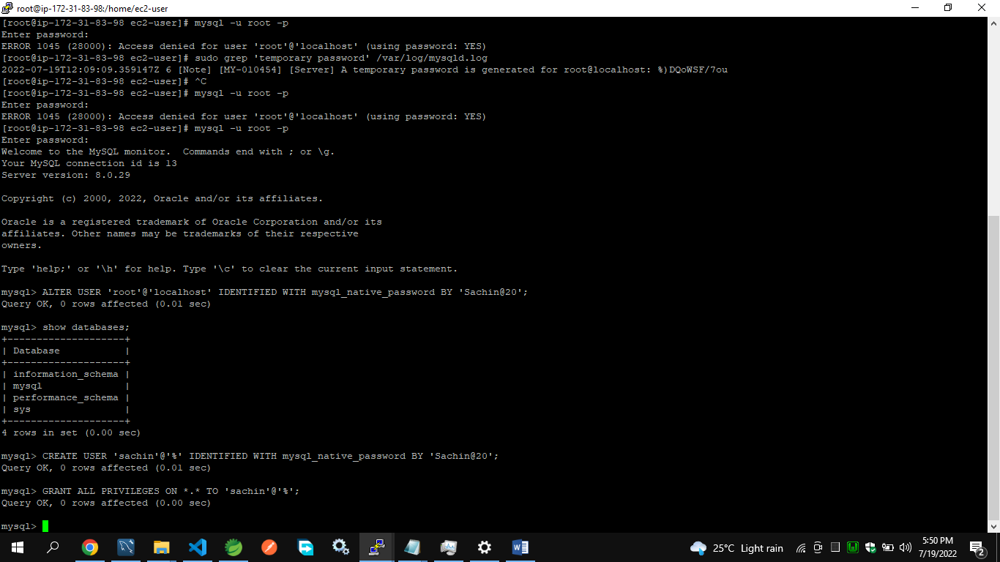 root@ip-172-31-83-98:/home/ec2-user
[root@ip-172-31-83-98 ec2-user]# mysql -u root -p
Enter password:
ERROR 1045 (28000): Access denied for user 'root'@'localhost' (using password: YES)
[root@ip-172-31-83-98 ec2-user]# sudo grep 'temporary password' /var/log/mysqld.log
2022-07-19T12:09:09.359147Z 6 [Note] [MY-010454] [Server] A temporary password is generated for root@localhost: %)DQoWSF/7ou
[root@ip-172-31-83-98 ec2-user]# ^C
[root@ip-172-31-83-98 ec2-user]# mysql -u root -p
Enter password:
ERROR 1045 (28000): Access denied for user 'root'@'localhost' (using password: YES)
[root@ip-172-31-83-98 ec2-user]# mysql -u root -p
Enter password:
Welcome to the MySQL monitor.  Commands end with ; or \g.
Your MySQL connection id is 13
Server version: 8.0.29

Copyright (c) 2000, 2022, Oracle and/or its affiliates.

Oracle is a registered trademark of Oracle Corporation and/or its
affiliates. Other names may be trademarks of their respective
owners.

Type 'help;' or '\h' for help. Type '\c' to clear the current input statement.

mysql> ALTER USER 'root'@'localhost' IDENTIFIED WITH mysql_native_password BY 'Sachin@20';
Query OK, 0 rows affected (0.01 sec)

mysql> show databases;
+--------------------+
| Database           |
+--------------------+
| information_schema |
| mysql              |
| performance_schema |
| sys                |
+--------------------+
4 rows in set (0.00 sec)

mysql> CREATE USER 'sachin'@'%' IDENTIFIED WITH mysql_native_password BY 'Sachin@20';
Query OK, 0 rows affected (0.01 sec)

mysql> GRANT ALL PRIVILEGES ON *.* TO 'sachin'@'%';
Query OK, 0 rows affected (0.00 sec)

mysql>
25°C Light rain
5:50 PM
7/19/2022
2